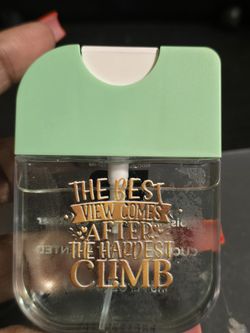 THE BEST
VIEW COMES
AFTER
THE HARDEST
CLIMB